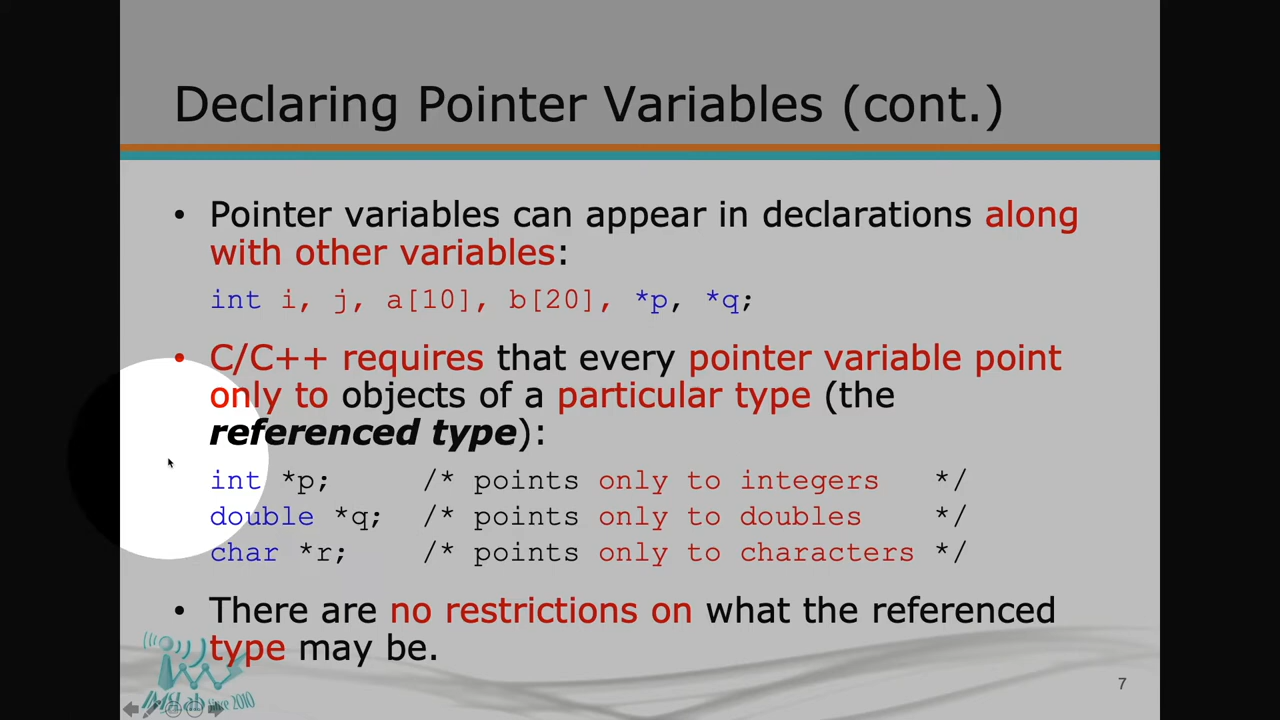 Declaring Pointer Variables (cont.)
• Pointer variables can appear in declarations along
with other variables:
int i, j, a[10], b[20], *p, *q;
• C/C++ requires that every pointer variable point
only to objects of a particular type (the
referenced type):
int *p; /* points only to integers */
double *q; /* points only to doubles */
char *r; /* points only to characters */
• There are no restrictions on what the referenced
type may be.
since 2010
7